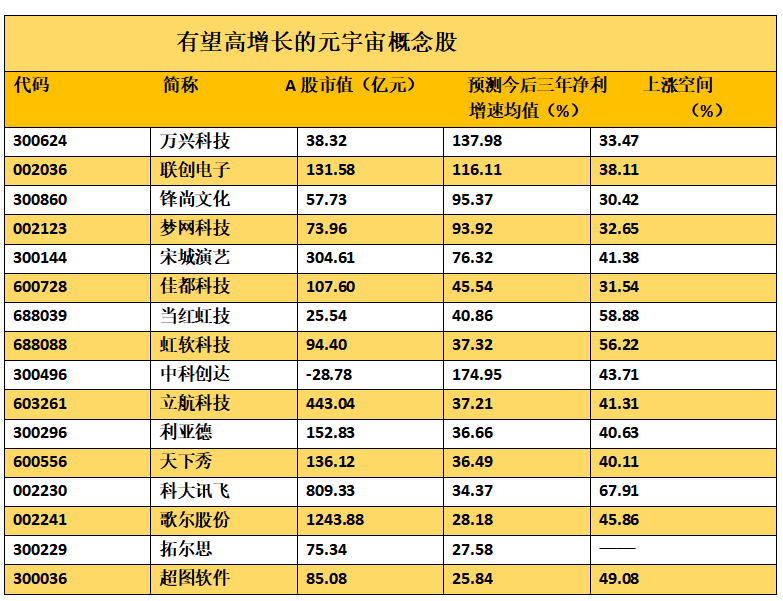 有望高增长的元宇宙概念股
代码 简称 A 股市值（亿元） 预测今后三年净利 上涨空间
增速均值（%） （%）
300624 万兴科技 38.32 137.98 33.47
002036 联创电子 131.58 116.11 38.11
300860 锋尚文化 57.73 95.37 30.42
002123 梦网科技 73.96 93.92 32.65
300144 宋城演艺 304.61 76.32 41.38
600728 佳都科技 107.60 45.54 31.54
688039 当红虹技 25.54 40.86 58.88
688088 虹软科技 94.40 37.32 56.22
300496 中科创达 -28.78 174.95 43.71
603261 立航科技 443.04 37.21 41.31
300296 利亚德 152.83 36.66 40.63
600556 天下秀 136.12 36.49 40.11
002230 科大讯飞 809.33 34.37 67.91
002241 歌尔股份 1243.88 28.18 45.86
300229 拓尔思 75.34 27.58 ——
300036 超图软件 85.08 25.84 49.08